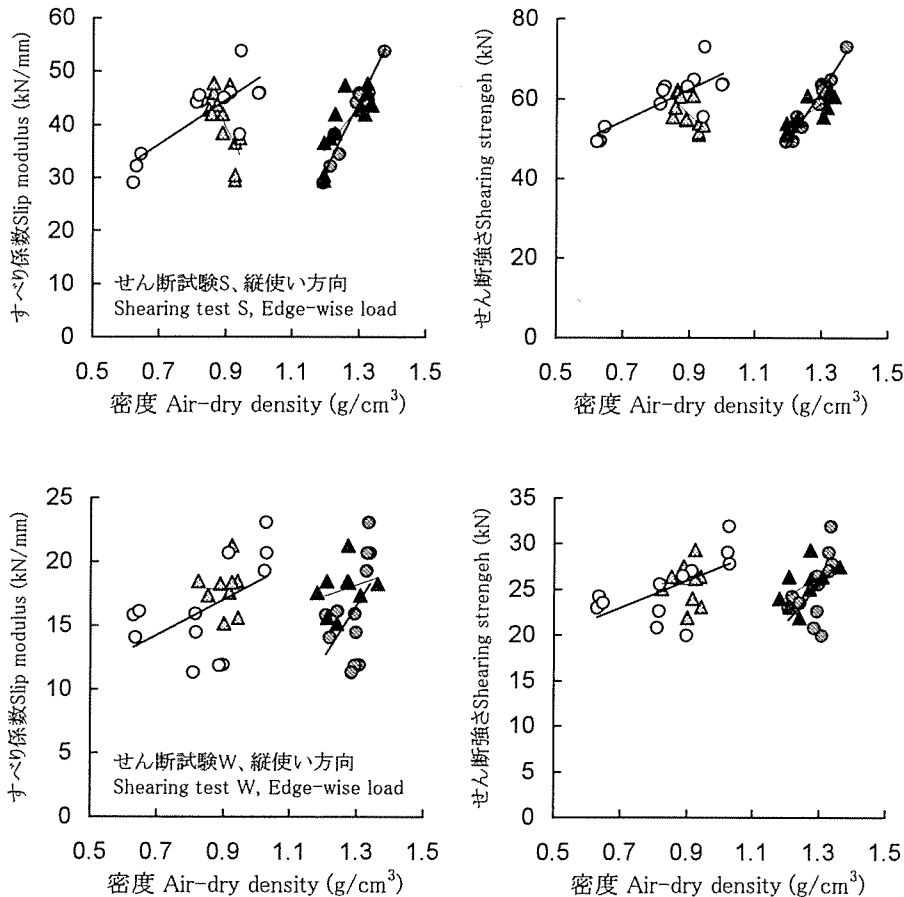 60
50
40
30
20
10
0
すべり係数Slip modulus (kN/mm)
せん断試験S、縦使い方向
Shearing test S, Edge-wise load
0.5 0.7 0.9 1.1 1.3 1.5
密度 Air-dry density (g/cm³)
80
60
40
20
0
せん断強さShearing strengeh (kN)
0.5 0.7 0.9 1.1 1.3 1.5
密度 Air-dry density (g/cm³)
25
20
15
10
5
0
すべり係数Slip modulus (kN/mm)
せん断試験W、縦使い方向
Shearing test W, Edge-wise load
0.5 0.7 0.9 1.1 1.3 1.5
密度 Air-dry density (g/cm³)
35
30
25
20
15
10
5
0
せん断強さShearing strengeh (kN)
0.5 0.7 0.9 1.1 1.3 1.5
密度 Air-dry density (g/cm³)